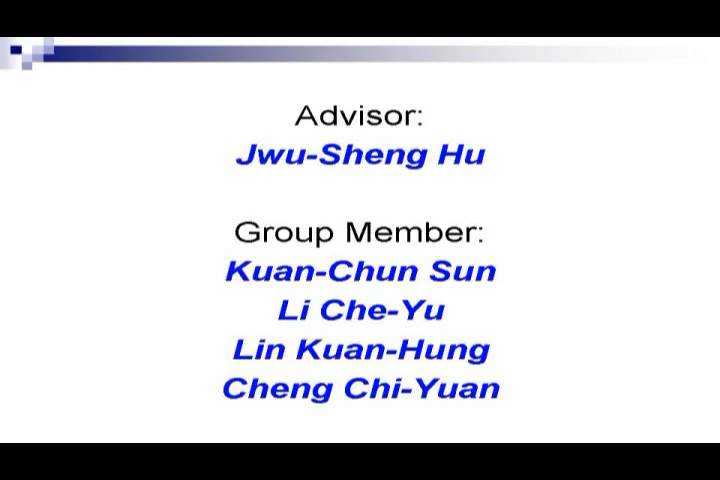 Advisor:
Jwu-Sheng Hu
Group Member:
Kuan-Chun Sun
Li Che-Yu
Lin Kuan-Hung
Cheng Chi-Yuan